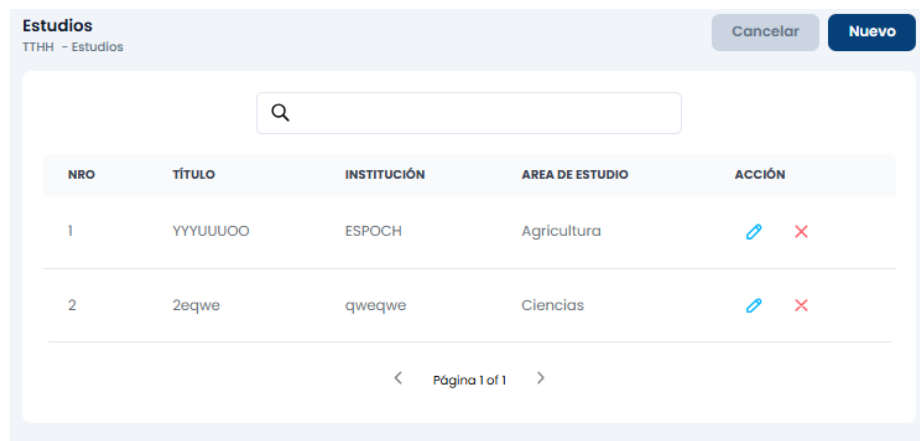 Estudios
TTHH - Estudios
Cancelar
Nuevo
NRO TÍTULO INSTITUCIÓN AREA DE ESTUDIO ACCIÓN
1 YYYUUUOO ESPOCH Agricultura
2 2eqwe qweqwe Ciencias
Página 1 of 1